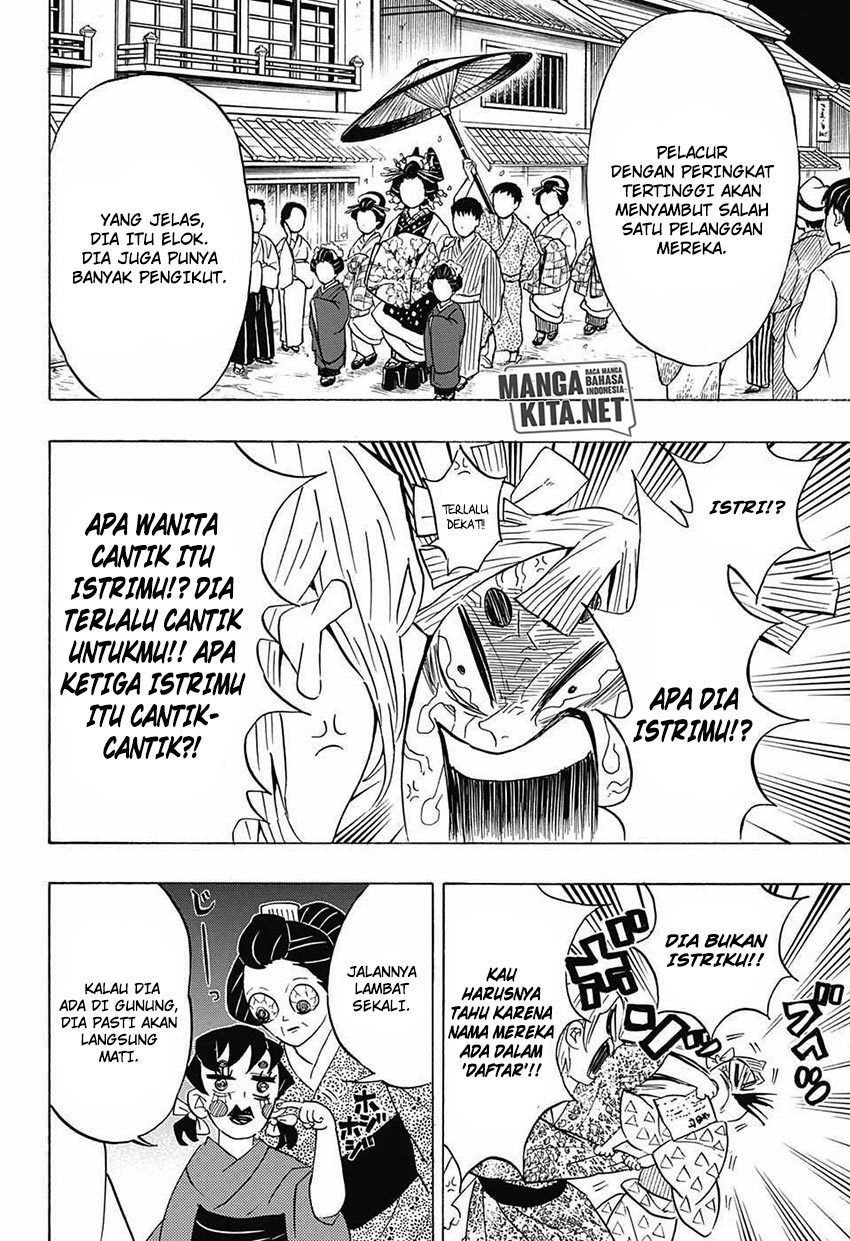 PELACUR
DENGAN PERINGKAT
TERTINGGI AKAN
MENYAMBUT SALAH
SATU PELANGGAN
MEREKA.
YANG JELAS,
DIA ITU ELOK.
DIA JUGA PUNYA
BANYAK PENGIKUT.
MANGA
KITA.NET
BACA MANGA
BAHASA
INDONESIA
ISTRI!?
APA DIA
ISTRIMU!?
TERLALU
DEKAT!!
APA WANITA
CANTIK ITU
ISTRIMU!? DIA
TERLALU CANTIK
UNTUKMU!! APA
KETIGA ISTRIMU
ITU CANTIK-
CANTIK?!
DIA BUKAN
ISTRIKU!!
KAU
HARUSNYA
TAHU KARENA
NAMA MEREKA
ADA DALAM
'DAFTAR'!!
JALANNYA
LAMBAT
SEKALI.
KALAU DIA
ADA DI GUNUNG,
DIA PASTI AKAN
LANGSUNG
MATI.
じーっ